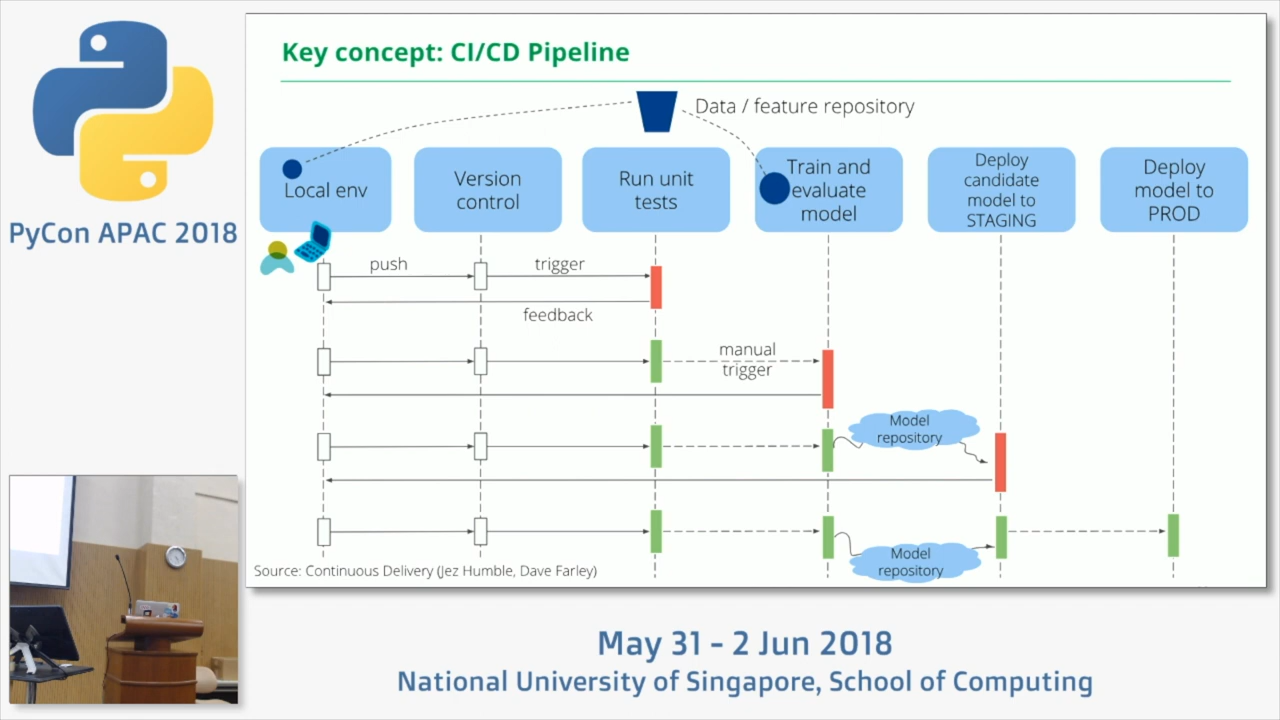 PyCon APAC 2018
Key concept: CI/CD Pipeline
Data / feature repository
Local env
Version
control
Run unit
tests
Train and
evaluate
model
Deploy
candidate
model to
STAGING
Deploy
model to
PROD
push
trigger
feedback
manual
trigger
Model
repository
Model
repository
Source: Continuous Delivery (Jez Humble, Dave Farley)
May 31 - 2 Jun 2018
National University of Singapore, School of Computing